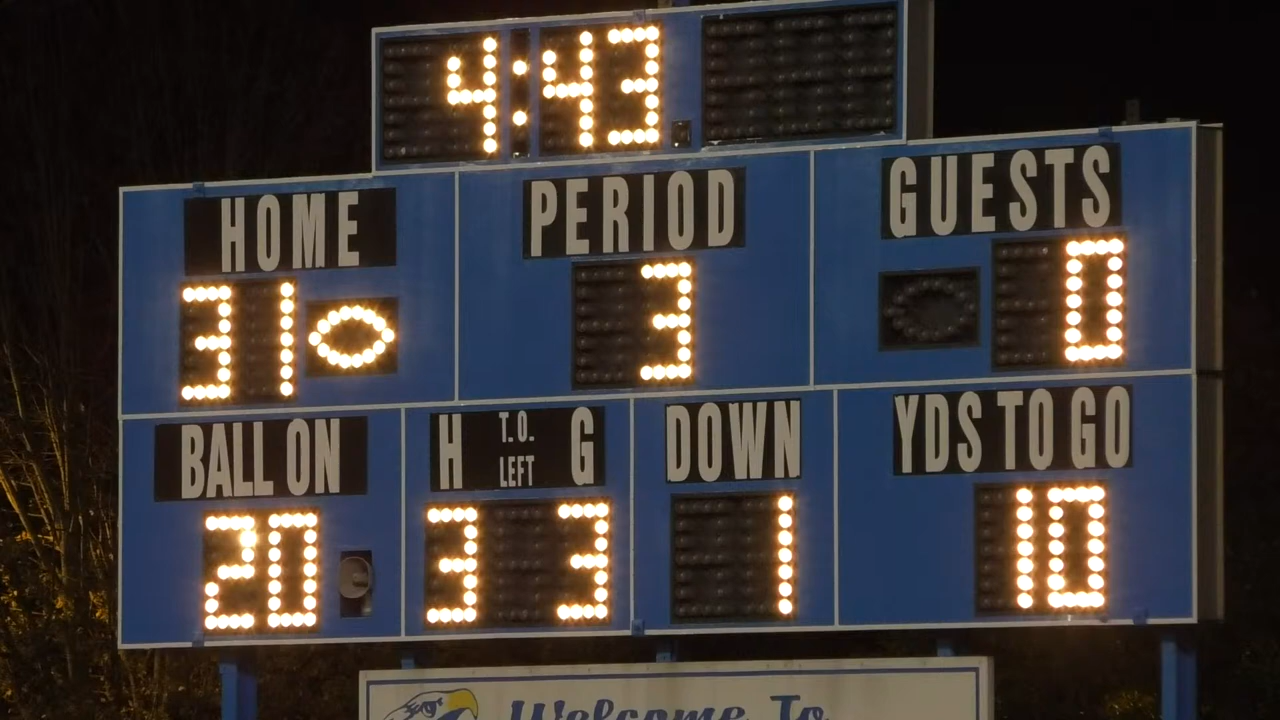 4:43
HOME PERIOD GUESTS
31 3 0
BALL ON H T.O. LEFT G DOWN YDS TO GO
20 3 3 1 10
Welcome To